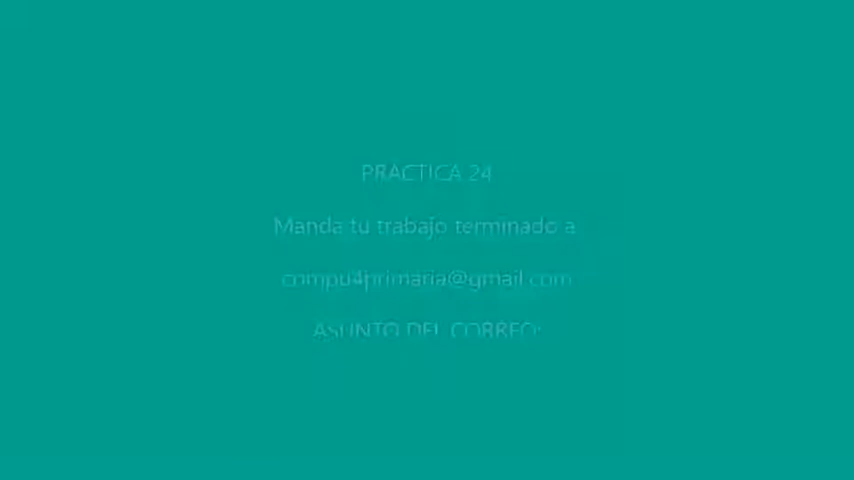 PRACTICA 24
Manda tu trabajo terminado a
compu4primaria@gmail.com
ASUNTO DEL CORREO: